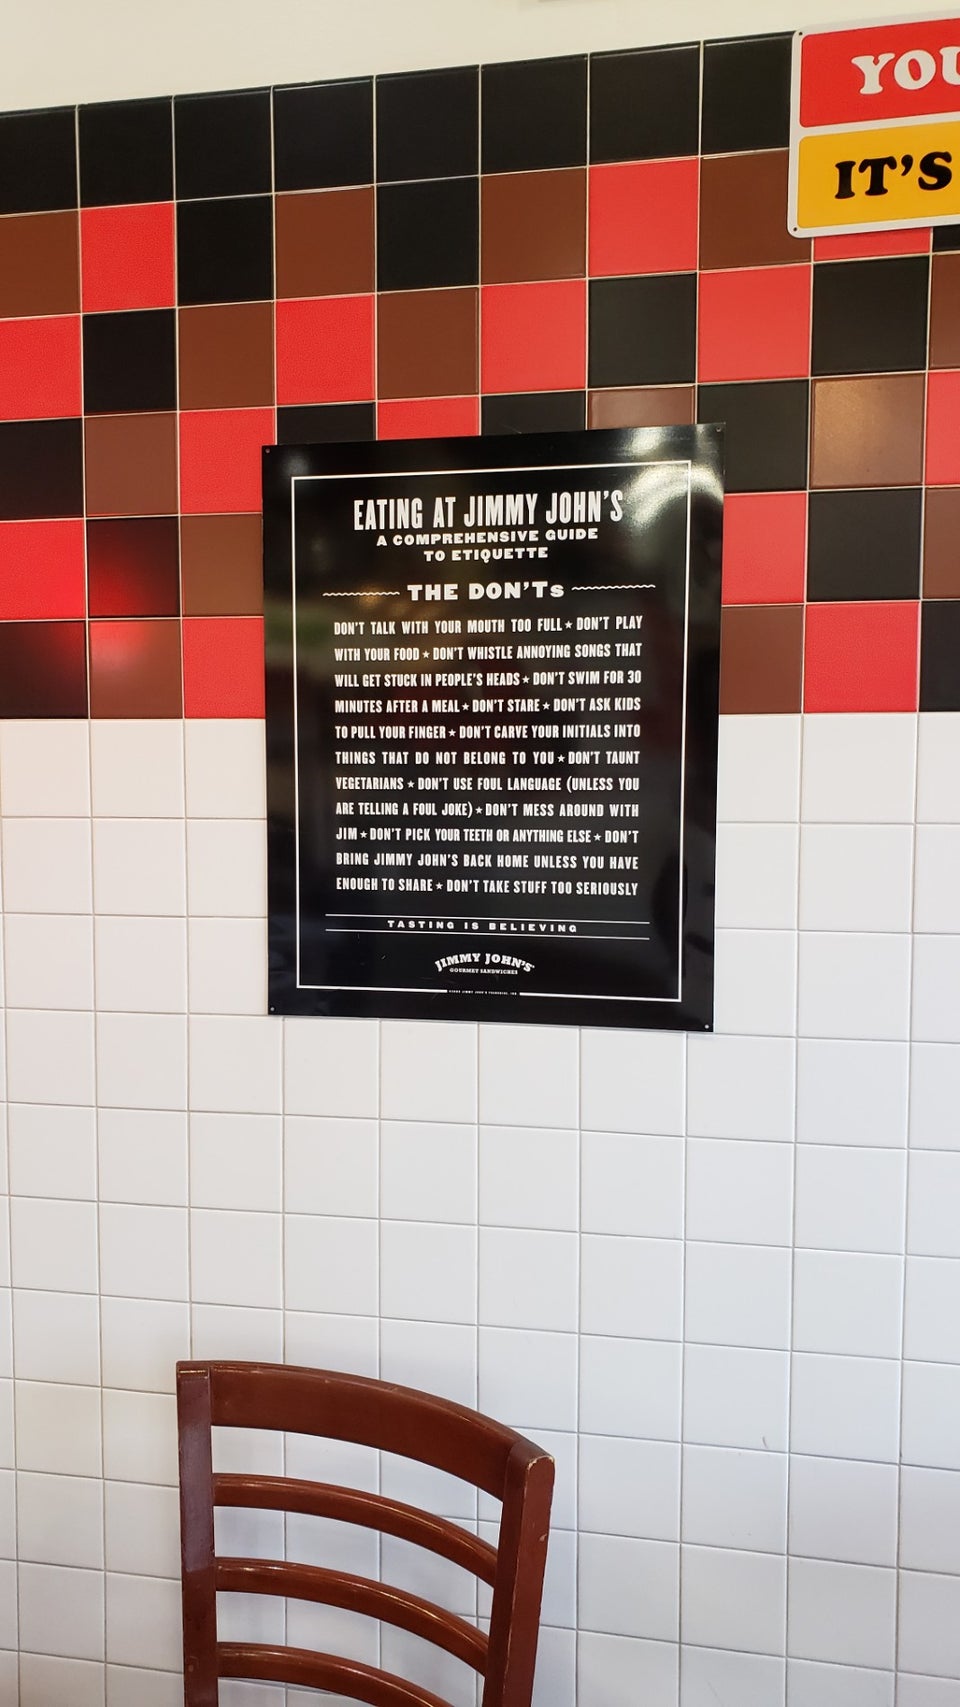 YOU
IT'S
EATING AT JIMMY JOHN'S
A COMPREHENSIVE GUIDE
TO ETIQUETTE
THE DON'Ts
DON'T TALK WITH YOUR MOUTH TOO FULL ★ DON'T PLAY
WITH YOUR FOOD ★ DON'T WHISTLE ANNOYING SONGS THAT
WILL GET STUCK IN PEOPLE'S HEADS ★ DON'T SWIM FOR 30
MINUTES AFTER A MEAL ★ DON'T STARE ★ DON'T ASK KIDS
TO PULL YOUR FINGER ★ DON'T CARVE YOUR INITIALS INTO
THINGS THAT DO NOT BELONG TO YOU ★ DON'T TAUNT
VEGETARIANS ★ DON'T USE FOUL LANGUAGE (UNLESS YOU
ARE TELLING A FOUL JOKE) ★ DON'T MESS AROUND WITH
JIM ★ DON'T PICK YOUR TEETH OR ANYTHING ELSE ★ DON'T
BRING JIMMY JOHN'S BACK HOME UNLESS YOU HAVE
ENOUGH TO SHARE ★ DON'T TAKE STUFF TOO SERIOUSLY
TASTING IS BELIEVING
JIMMY JOHN'S
GOURMET SANDWICHES